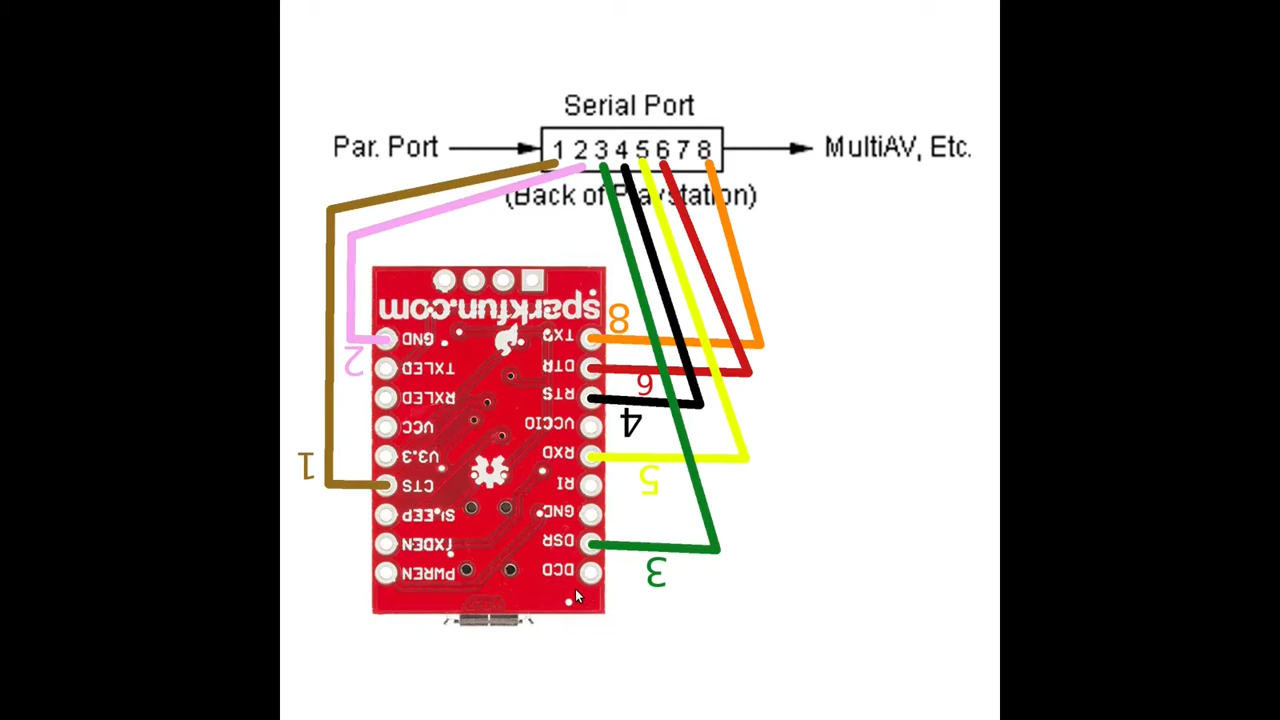 Serial Port
Par. Port
1 2 3 4 5 6 7 8
MultiAV, Etc.
(Back of Playstation)
sparkfun.com
8
GND
TXO
2
TXLED
DTR
6
RXLED
RTS
4
VCC
VCCIO
1
V3.3
RXD
5
CTS
RI
SLEEP
GND
TXDEN
DSR
3
PWREN
DCD